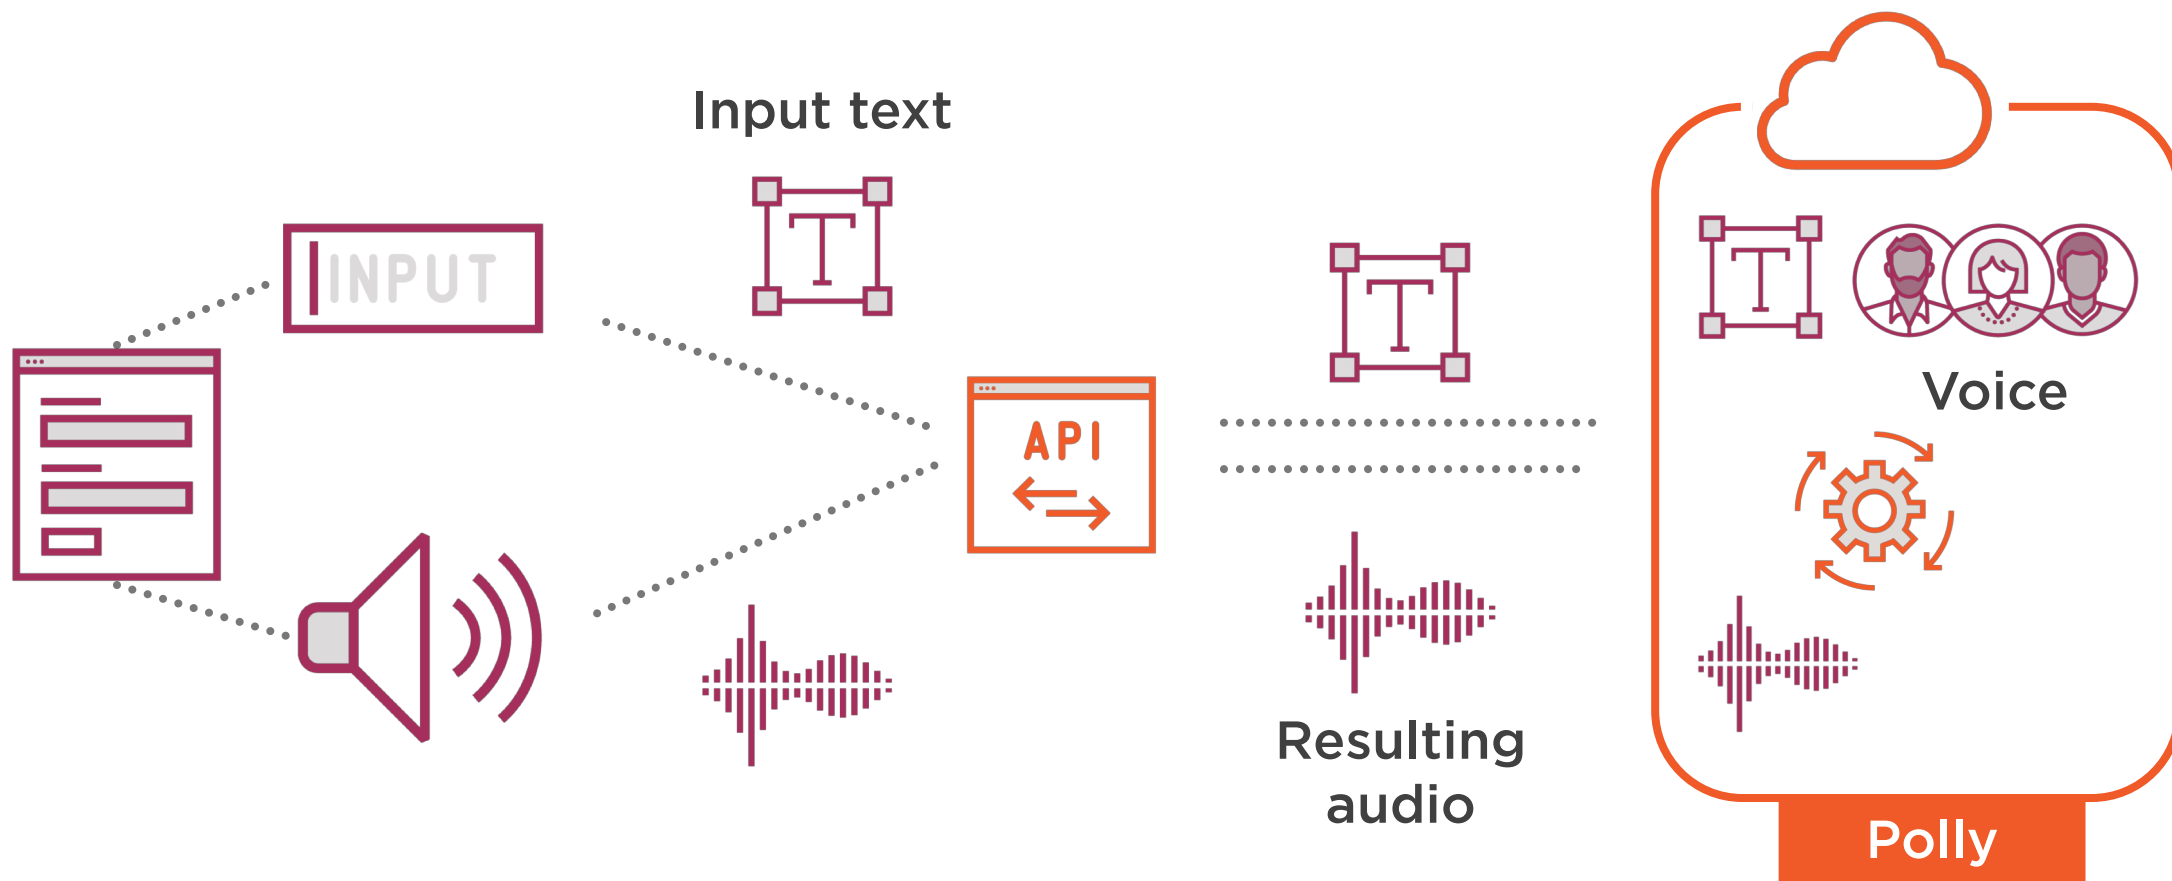 Input text
INPUT
T
T
T
Voice
API
Resulting
audio
Polly